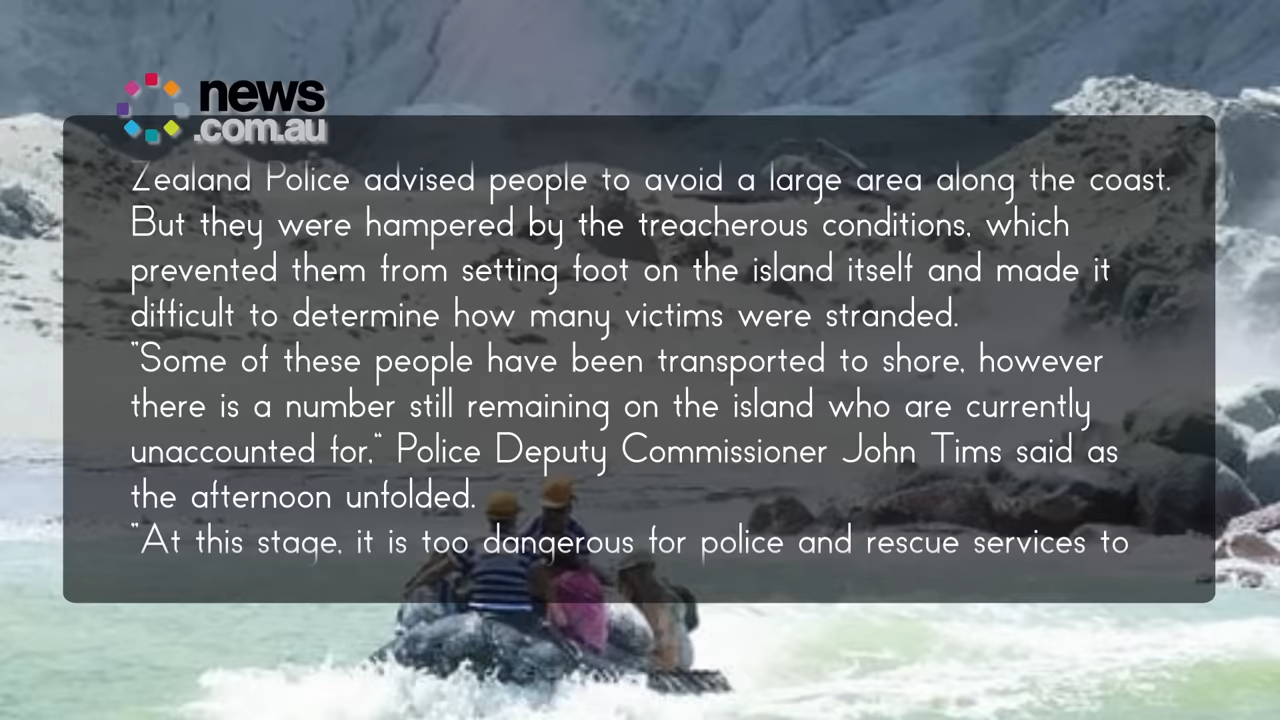 news
.com.au
Zealand Police advised people to avoid a large area along the coast.
But they were hampered by the treacherous conditions, which
prevented them from setting foot on the island itself and made it
difficult to determine how many victims were stranded.
"Some of these people have been transported to shore, however
there is a number still remaining on the island who are currently
unaccounted for," Police Deputy Commissioner John Tims said as
the afternoon unfolded.
"At this stage, it is too dangerous for police and rescue services to